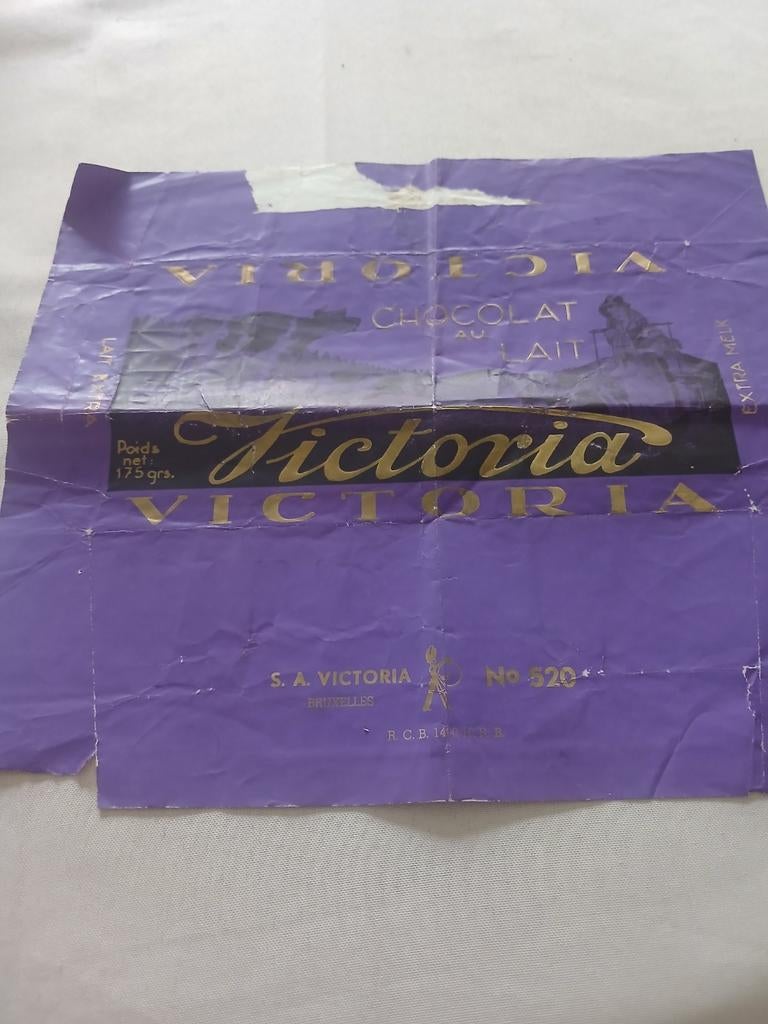 VICTORIA
CHOCOLAT
AU
LAIT
LAIT EXTRA
EXTRA MELK
Victoria
Poids
net:
175 grs.
VICTORIA
S. A. VICTORIA No 520
BRUXELLES
R. C. B.